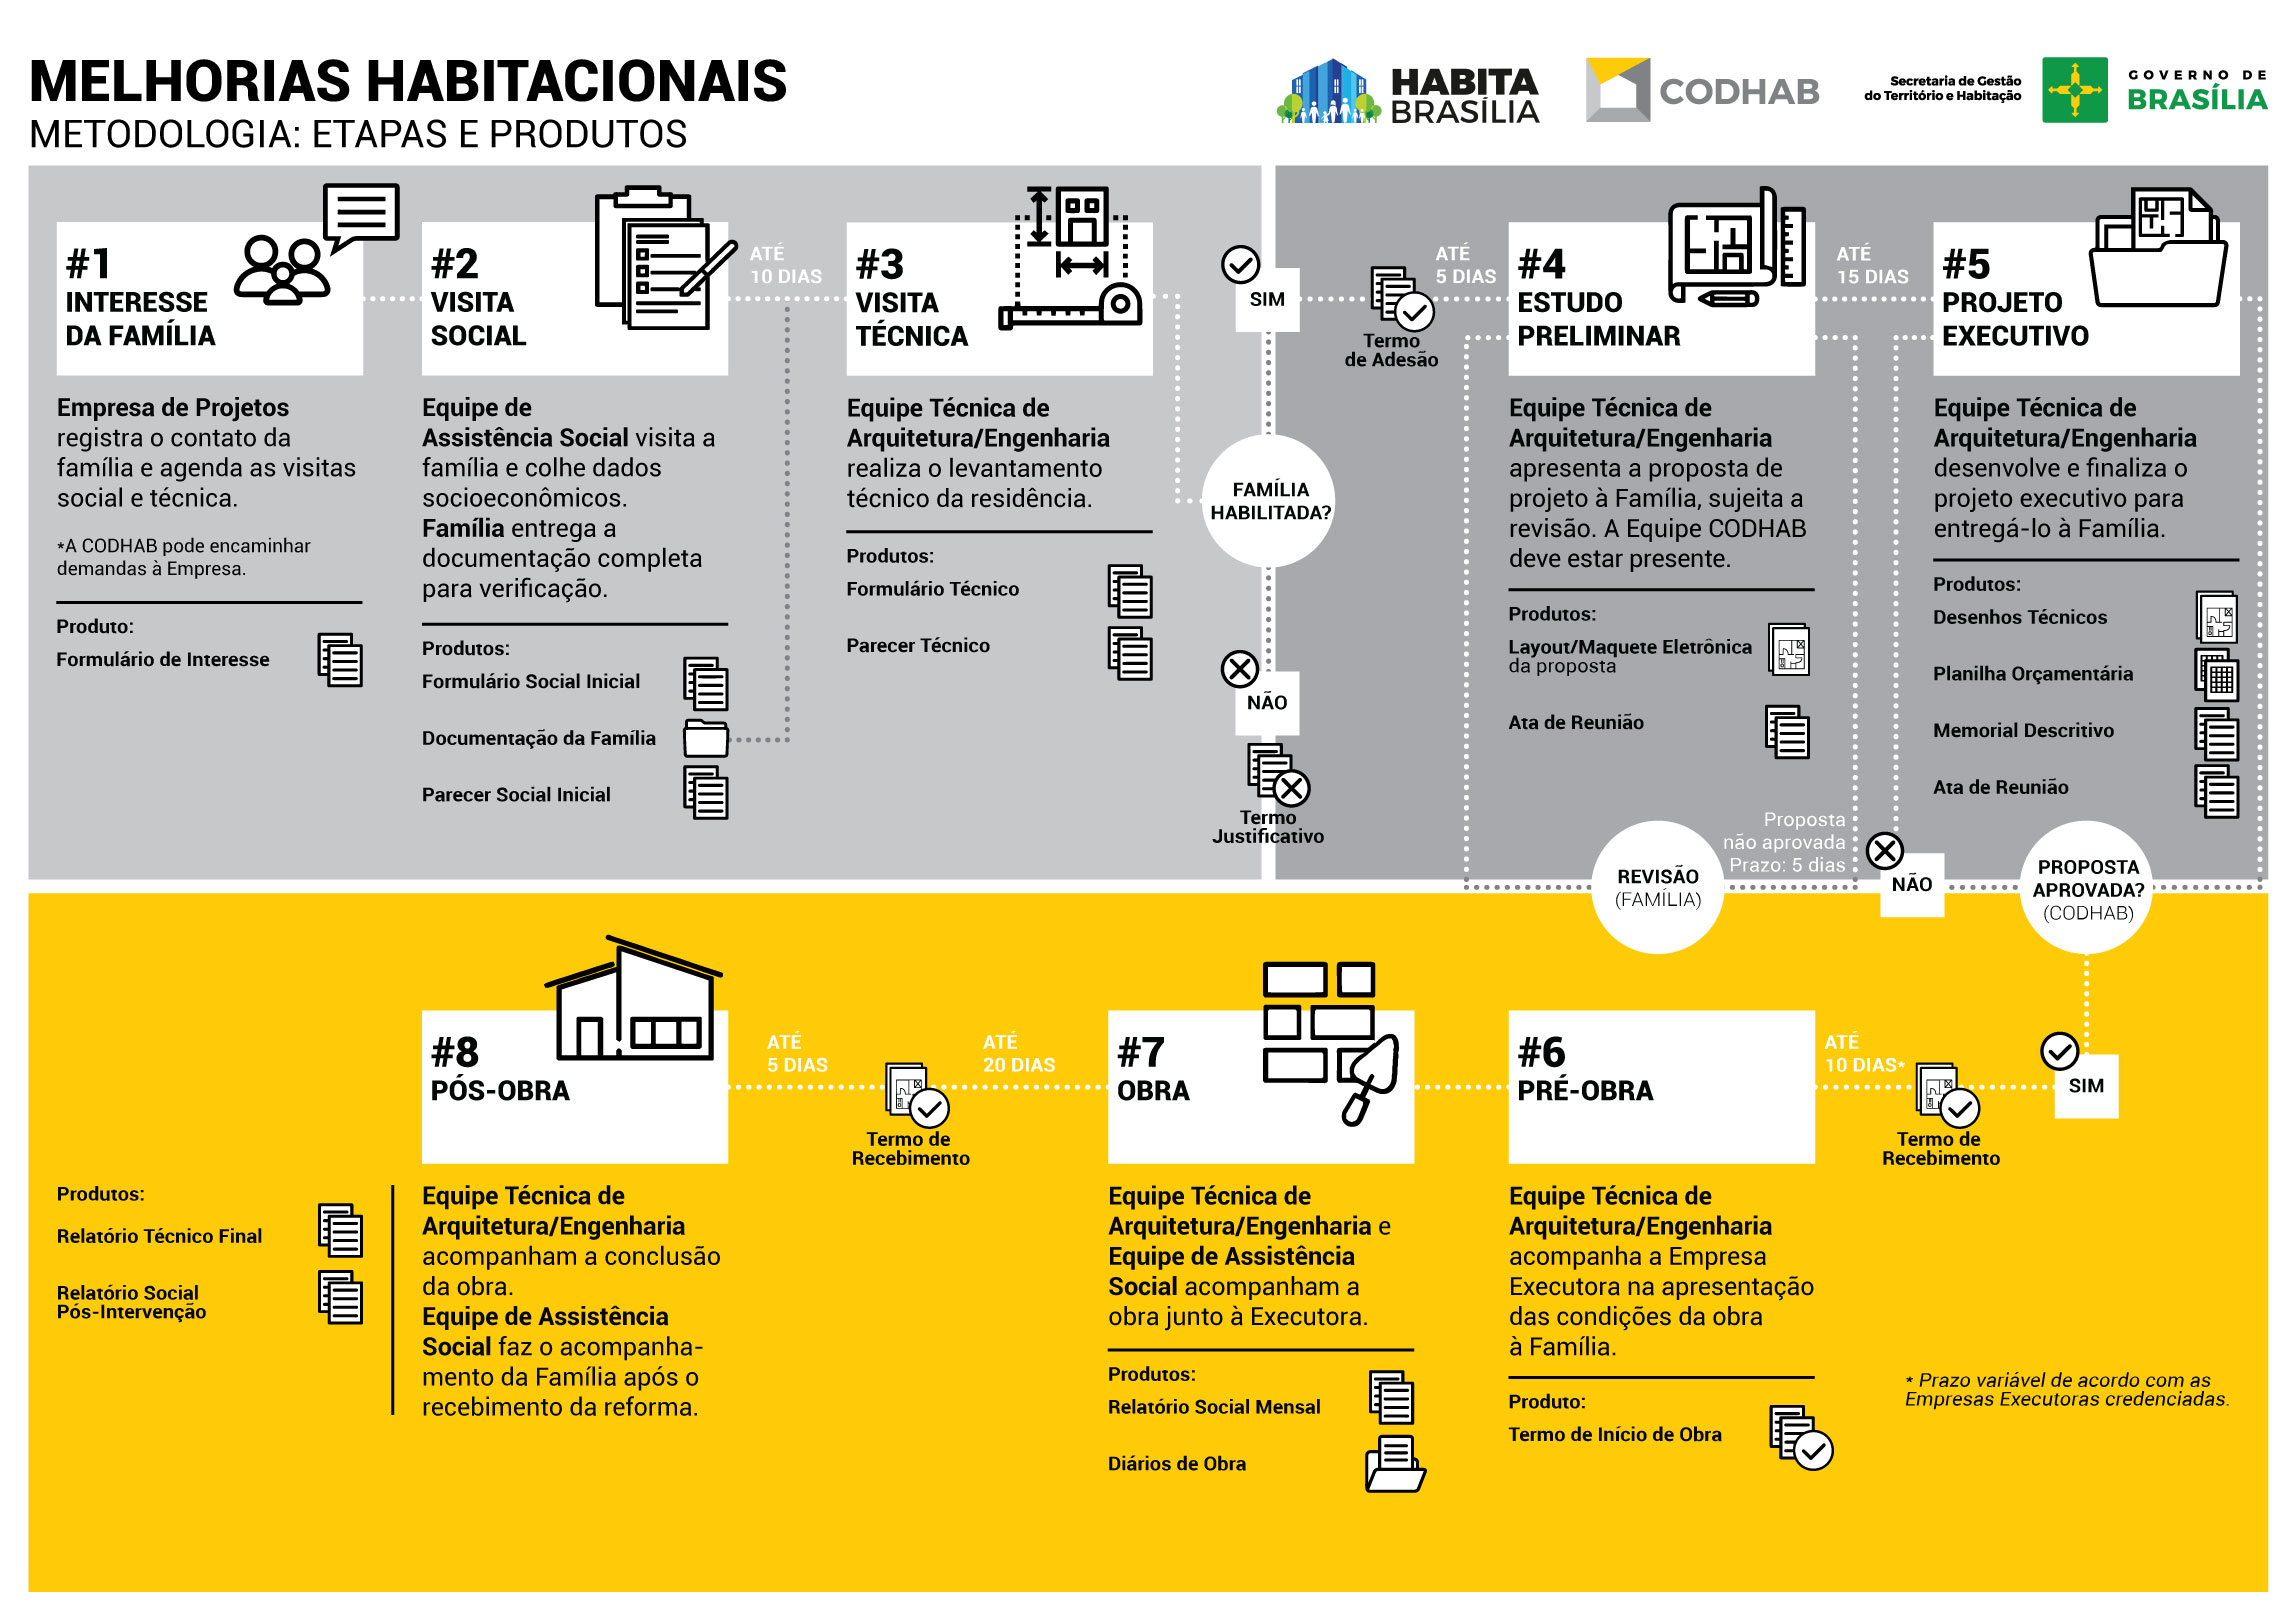 MELHORIAS HABITACIONAIS
METODOLOGIA: ETAPAS E PRODUTOS
HABITA
BRASÍLIA
CODHAB
Secretaria de Gestão
do Território e Habitação
GOVERNO DE
BRASÍLIA
#1
INTERESSE
DA FAMÍLIA
Empresa de Projetos
registra o contato da
família e agenda as visitas
social e técnica.
*A CODHAB pode encaminhar
demandas à Empresa.
Produto:
Formulário de Interesse
#2
VISITA
SOCIAL
Equipe de
Assistência Social visita a
família e colhe dados
socioeconômicos.
Família entrega a
documentação completa
para verificação.
Produtos:
Formulário Social Inicial
Documentação da Família
Parecer Social Inicial
ATÉ
10 DIAS
#3
VISITA
TÉCNICA
Equipe Técnica de
Arquitetura/Engenharia
realiza o levantamento
técnico da residência.
Produtos:
Formulário Técnico
Parecer Técnico
FAMÍLIA
HABILITADA?
SIM
NÃO
Termo
Justificativo
Termo
de Adesão
ATÉ
5 DIAS
#4
ESTUDO
PRELIMINAR
Equipe Técnica de
Arquitetura/Engenharia
apresenta a proposta de
projeto à Família, sujeita a
revisão. A Equipe CODHAB
deve estar presente.
Produtos:
Layout/Maquete Eletrônica
da proposta
Ata de Reunião
REVISÃO
(FAMÍLIA)
Proposta
não aprovada
Prazo: 5 dias
ATÉ
15 DIAS
#5
PROJETO
EXECUTIVO
Equipe Técnica de
Arquitetura/Engenharia
desenvolve e finaliza o
projeto executivo para
entregá-lo à Família.
Produtos:
Desenhos Técnicos
Planilha Orçamentária
Memorial Descritivo
Ata de Reunião
NÃO
PROPOSTA
APROVADA?
(CODHAB)
SIM
Termo de
Recebimento
ATÉ
10 DIAS*
#6
PRÉ-OBRA
Equipe Técnica de
Arquitetura/Engenharia
acompanha a Empresa
Executora na apresentação
das condições da obra
à Família.
Produto:
Termo de Início de Obra
* Prazo variável de acordo com as
Empresas Executoras credenciadas.
#7
OBRA
Equipe Técnica de
Arquitetura/Engenharia e
Equipe de Assistência
Social acompanham a
obra junto à Executora.
Produtos:
Relatório Social Mensal
Diários de Obra
ATÉ
20 DIAS
Termo de
Recebimento
ATÉ
5 DIAS
#8
PÓS-OBRA
Equipe Técnica de
Arquitetura/Engenharia
acompanham a conclusão
da obra.
Equipe de Assistência
Social faz o acompanha-
mento da Família após o
recebimento da reforma.
Produtos:
Relatório Técnico Final
Relatório Social
Pós-Intervenção